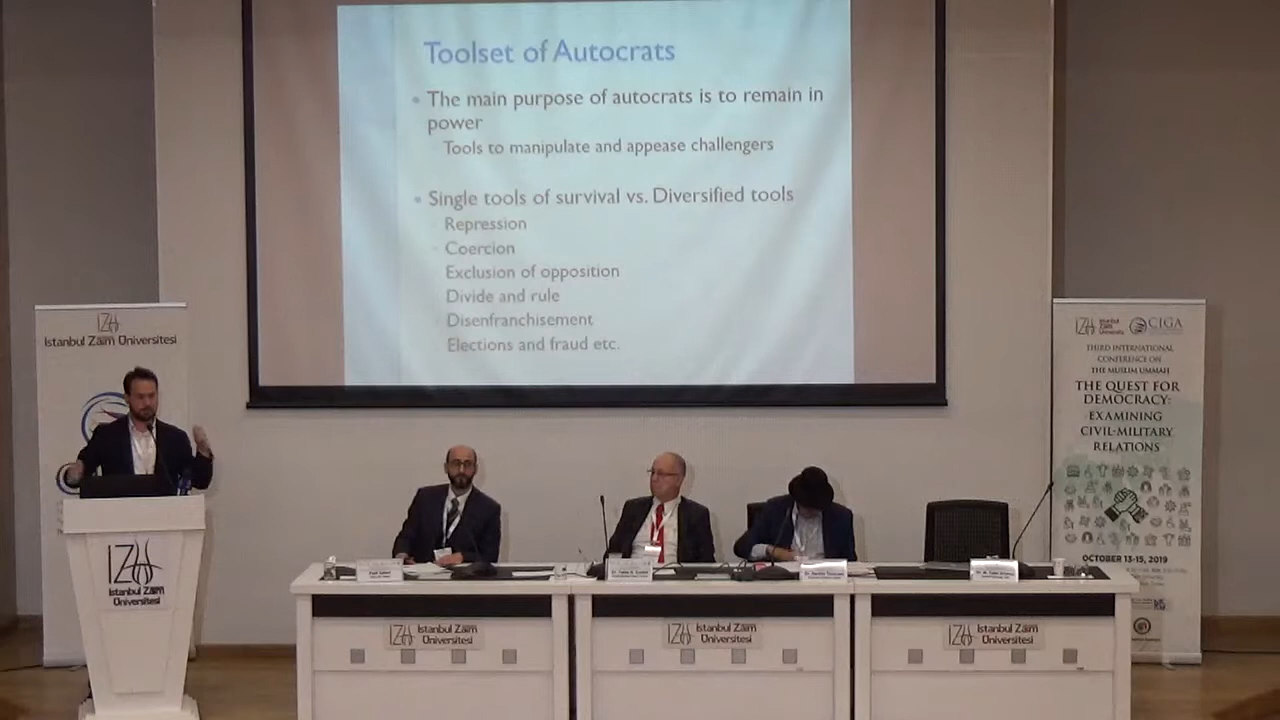 Toolset of Autocrats
The main purpose of autocrats is to remain in
power
Tools to manipulate and appease challengers
Single tools of survival vs. Diversified tools
Repression
Coercion
Exclusion of opposition
Divide and rule
Disenfranchisement
Elections and fraud etc.
İstanbul Zaim Üniversitesi
İstanbul Zaim
Üniversitesi
İstanbul Zaim
Üniversitesi
İstanbul Zaim
Üniversitesi
İstanbul Zaim
Üniversitesi
Istanbul
Zaim
University
CIGA
THIRD INTERNATIONAL
CONFERENCE ON
THE MUSLIM UMMAH
THE QUEST FOR
DEMOCRACY:
EXAMINING
CIVIL-MILITARY
RELATIONS
OCTOBER 13-15, 2019